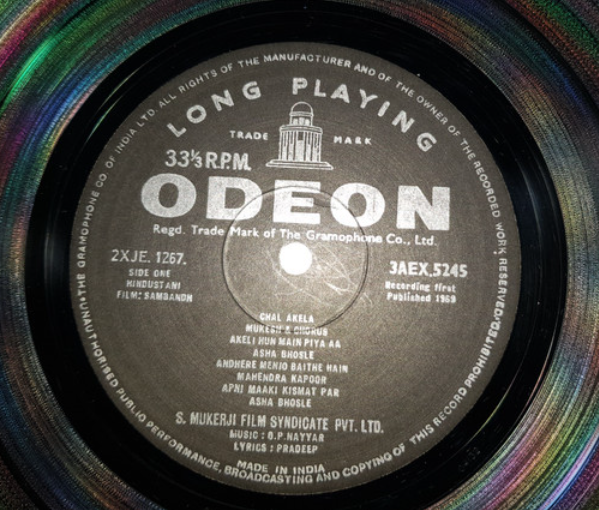 UNAUTHORISED PUBLIC PERFORMANCE, BROADCASTING AND COPYING OF THIS RECORD PROHIBITED.
THE GRAMOPHONE CO. OF INDIA LTD. ALL RIGHTS OF THE MANUFACTURER AND OF THE OWNER OF THE RECORDED WORK RESERVED.
LONG PLAYING
TRADE MARK
33⅓ R.P.M.
ODEON
Regd. Trade Mark of The Gramophone Co., Ltd.
2XJE. 1267.
SIDE ONE
HINDUSTANI
FILM: SAMBANDH
3AEX.5245
Recording first
Published 1969
CHAL AKELA
MUKESH & CHORUS
AKELI HUN MAIN PIYA AA
ASHA BHOSLE
ANDHERE MENJO BAITHE HAIN
MAHENDRA KAPOOR
APNI MAAKI KISMAT PAR
ASHA BHOSLE
S. MUKERJI FILM SYNDICATE PVT. LTD.
MUSIC : O.P.NAYYAR
LYRICS : PRADEEP
MADE IN INDIA